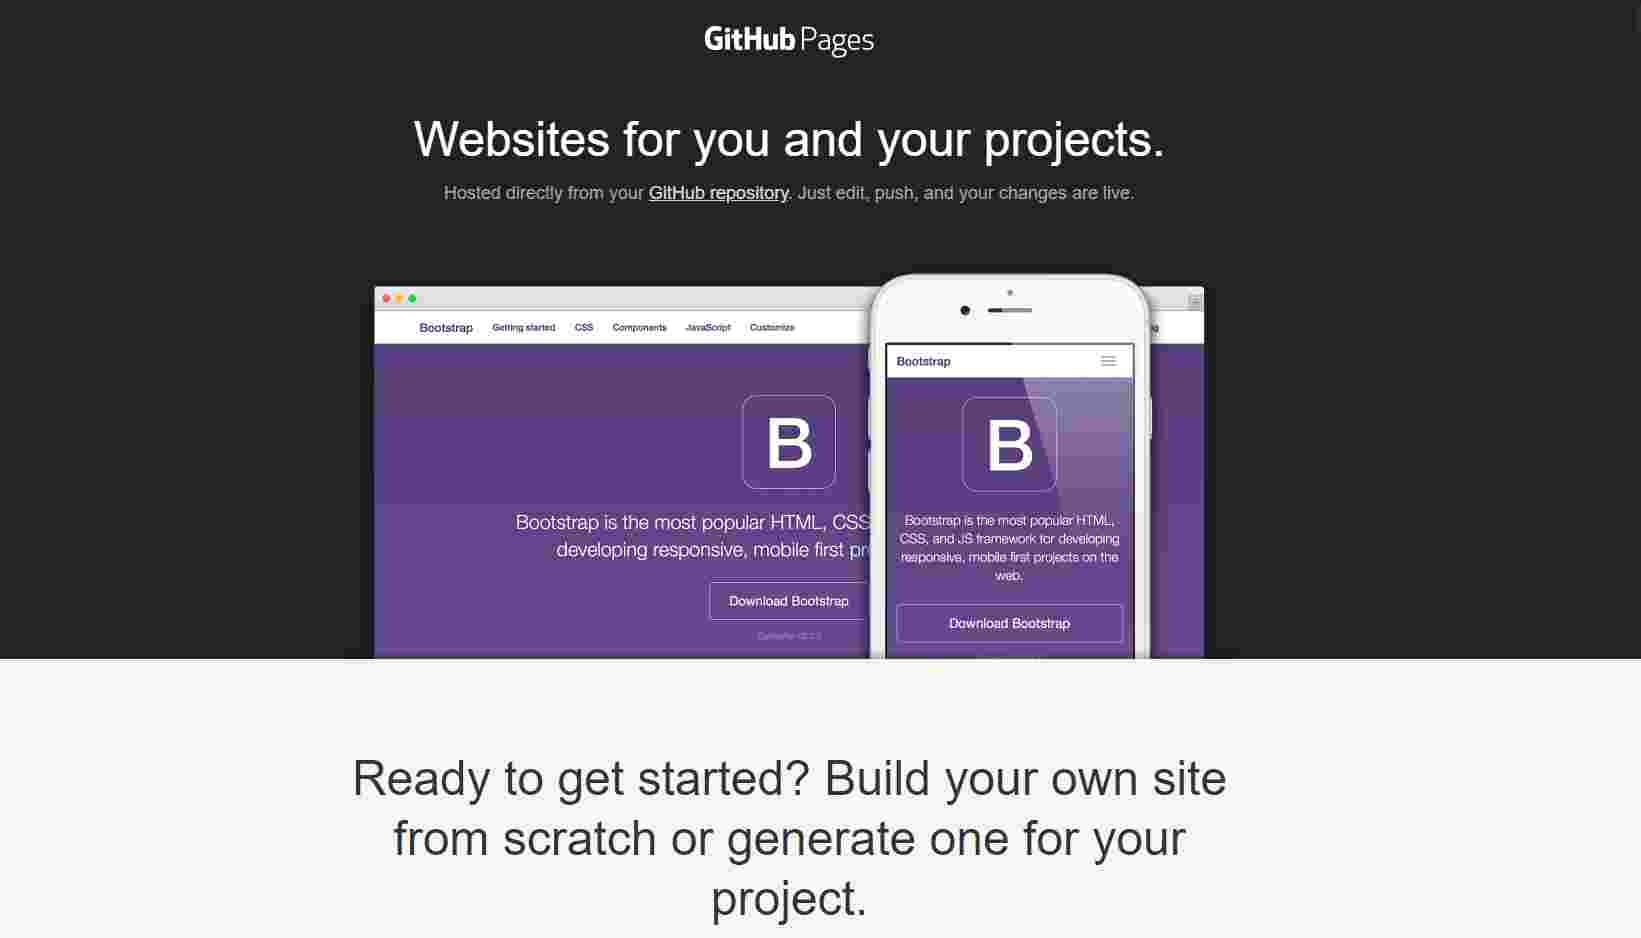 GitHub Pages
Websites for you and your projects.
Hosted directly from your GitHub repository. Just edit, push, and your changes are live.
Bootstrap Getting started CSS Components JavaScript Customize
B
Bootstrap is the most popular HTML, CSS
developing responsive, mobile first pr
Download Bootstrap
Bootstrap
B
Bootstrap is the most popular HTML,
CSS, and JS framework for developing
responsive, mobile first projects on the
web.
Download Bootstrap
Ready to get started? Build your own site
from scratch or generate one for your
project.